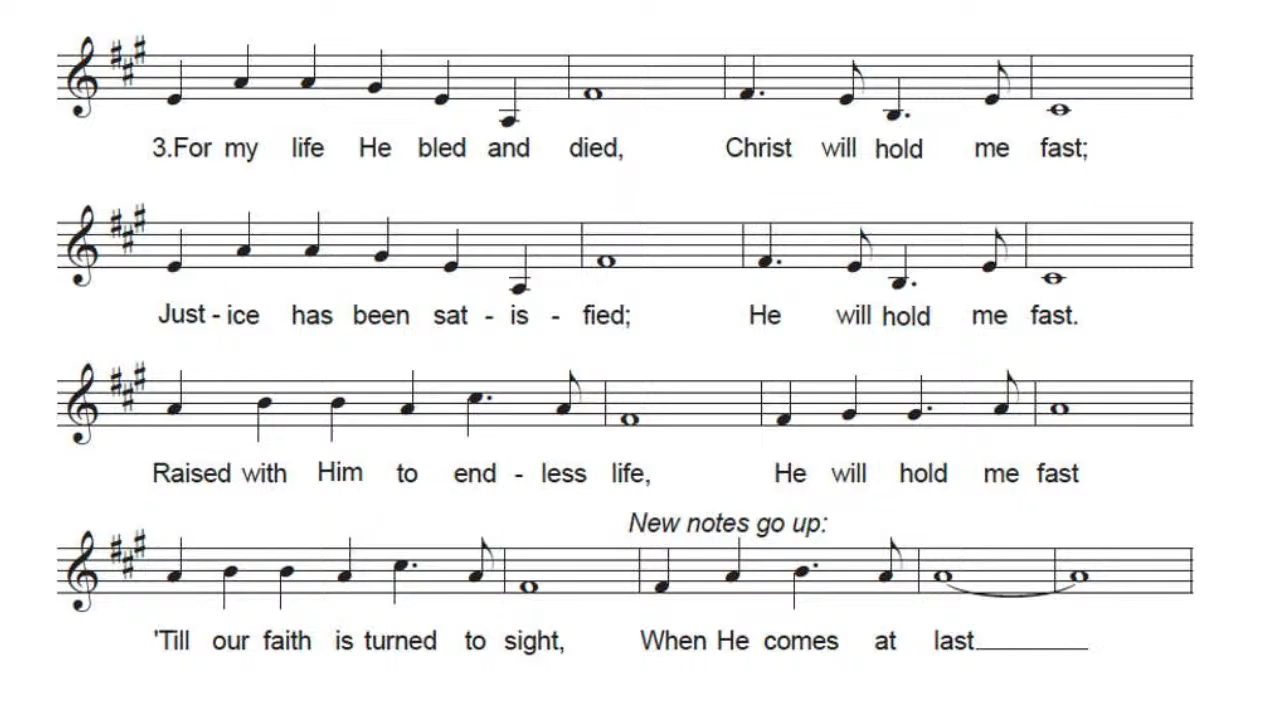 3.For my life He bled and died, Christ will hold me fast;
Just - ice has been sat - is - fied; He will hold me fast.
Raised with Him to end - less life, He will hold me fast
New notes go up:
'Till our faith is turned to sight, When He comes at last